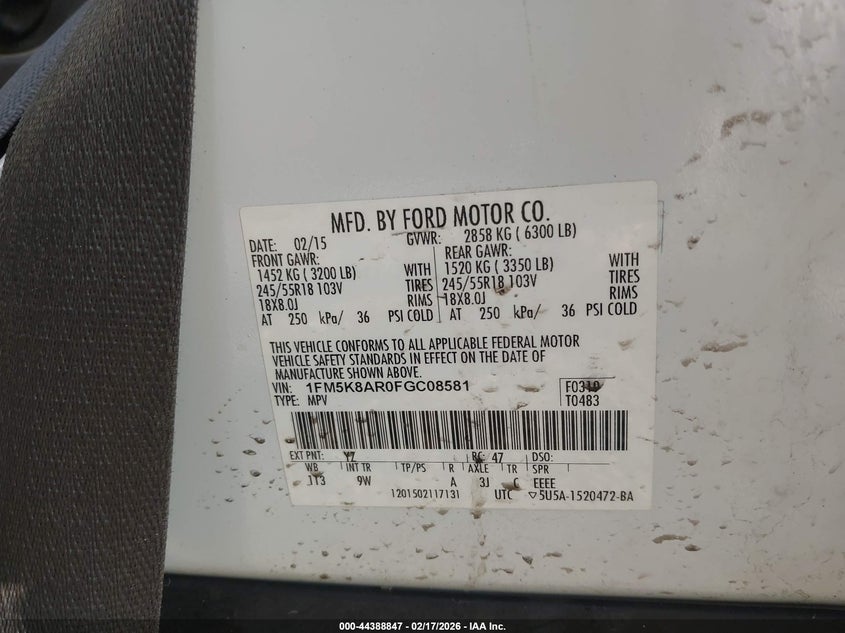 MFD. BY FORD MOTOR CO.
DATE: 02/15 GVWR: 2858 KG ( 6300 LB)
FRONT GAWR: REAR GAWR:
1452 KG ( 3200 LB) WITH 1520 KG ( 3350 LB) WITH
245/55R18 103V TIRES 245/55R18 103V TIRES
18X8.0J RIMS 18X8.0J RIMS
AT 250 kPa/ 36 PSI COLD AT 250 kPa/ 36 PSI COLD
THIS VEHICLE CONFORMS TO ALL APPLICABLE FEDERAL MOTOR
VEHICLE SAFETY STANDARDS IN EFFECT ON THE DATE OF
MANUFACTURE SHOWN ABOVE.
VIN: 1FM5K8AR0FGC08581 F0310
TYPE: MPV T0483
EXT PNT: YZ RC: 47 DSO:
WB INT TR TP/PS R AXLE TR SPR
113 9W A 3J C EEEE
1201502117131 UTC ▽5U5A-1520472-BA
000-44388847 — 02/17/2026 — IAA Inc.